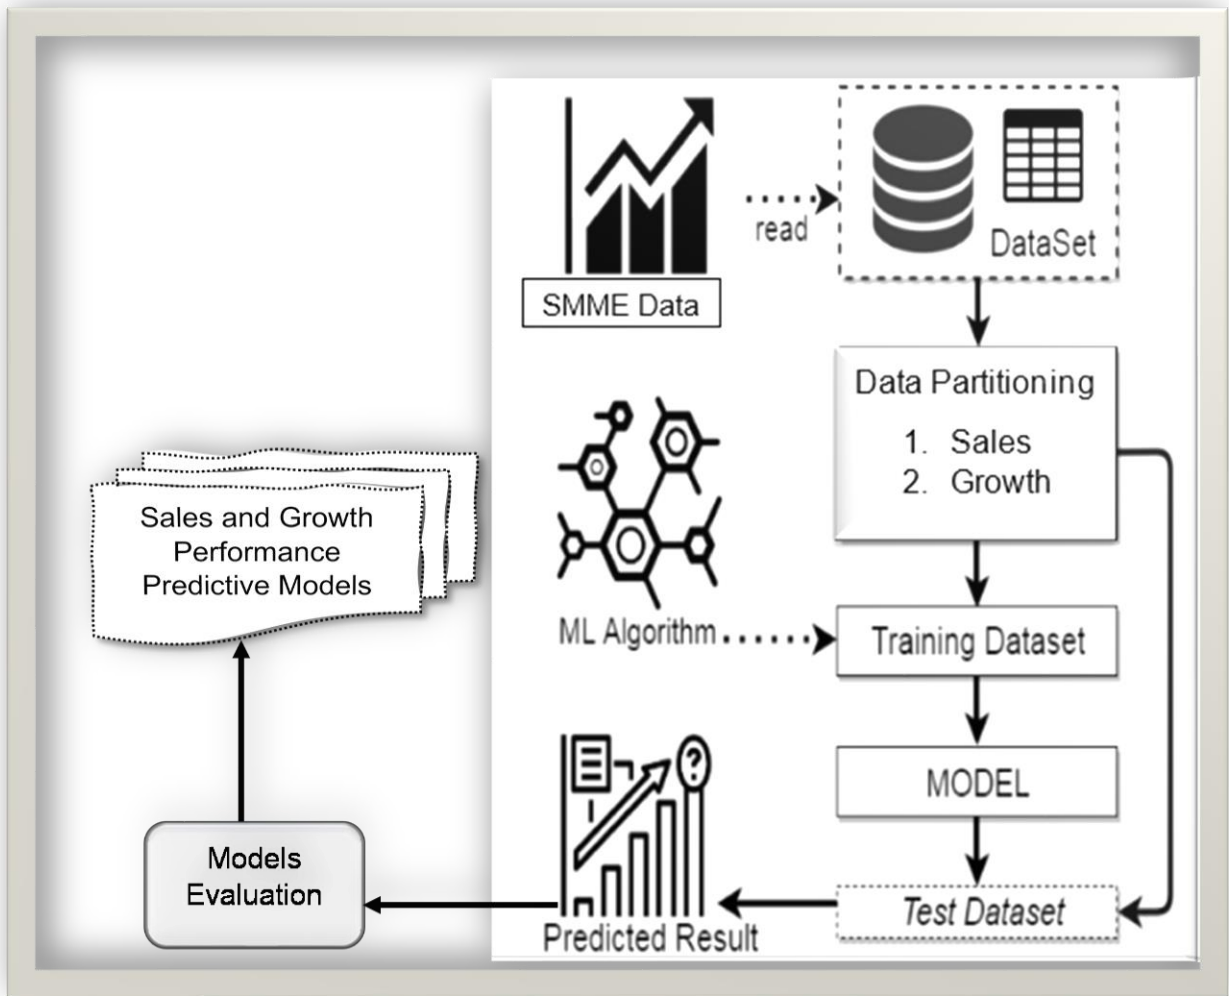 SMME Data
read
DataSet
Data Partitioning
1. Sales
2. Growth
ML Algorithm
Training Dataset
MODEL
Test Dataset
Predicted Result
?
Models
Evaluation
Sales and Growth
Performance
Predictive Models